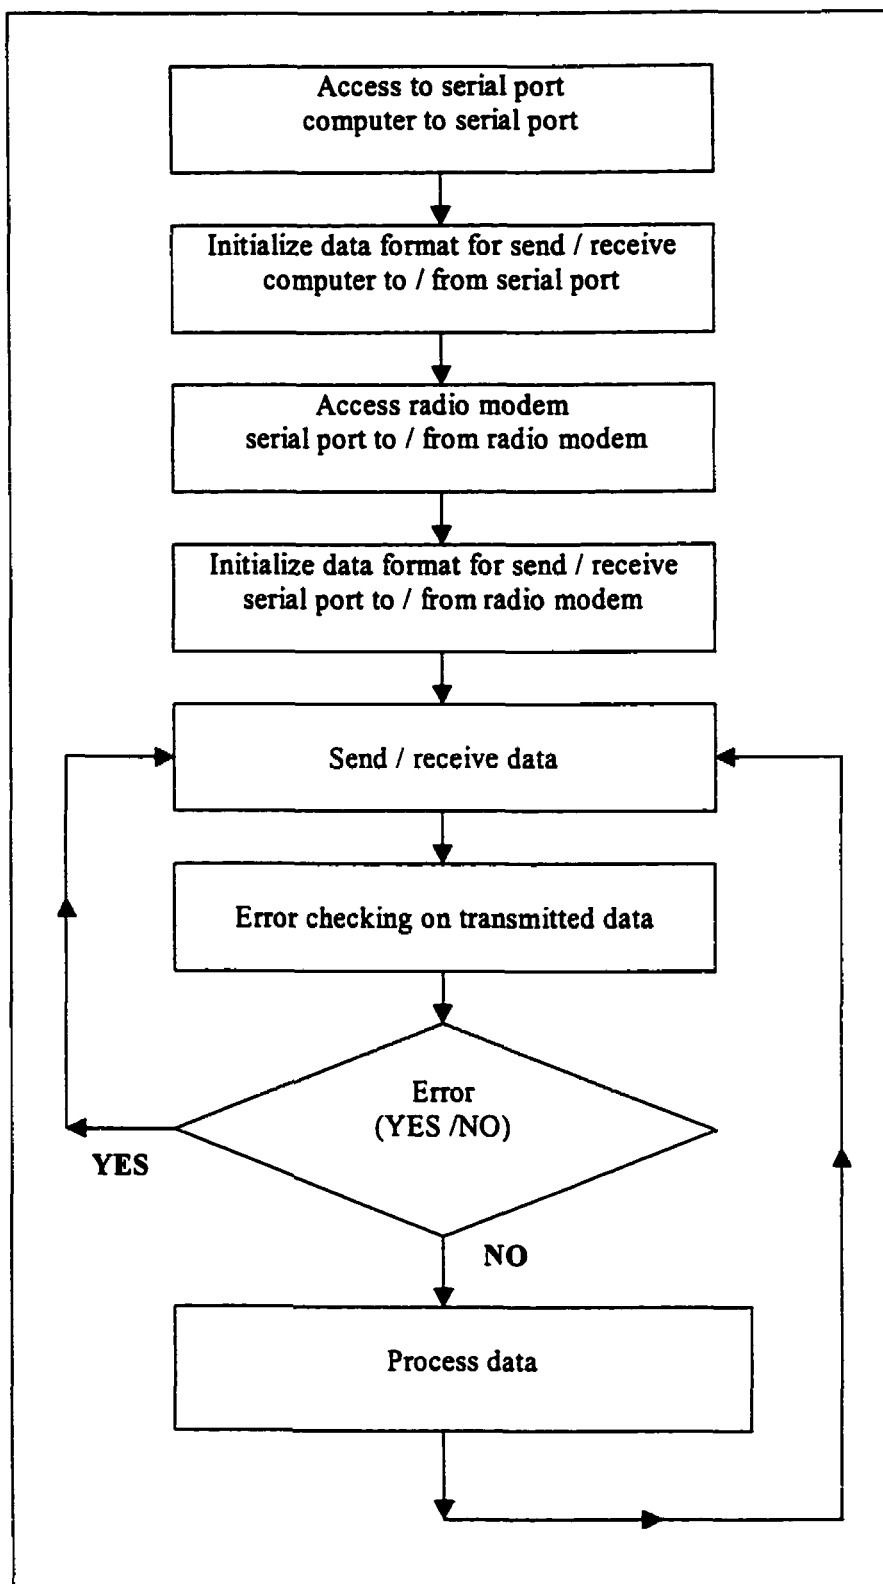 Access to serial port
computer to serial port
Initialize data format for send / receive
computer to / from serial port
Access radio modem
serial port to / from radio modem
Initialize data format for send / receive
serial port to / from radio modem
Send / receive data
Error checking on transmitted data
Error
(YES /NO)
YES
NO
Process data